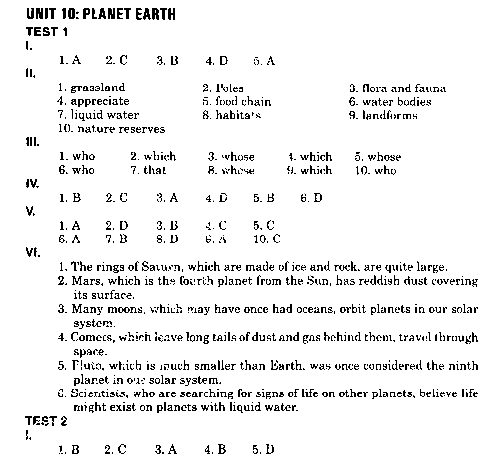 UNIT 10: PLANET EARTH
TEST 1
I.
1. A 2. C 3. B 4. D 5. A
II.
1. grassland 2. Poles 3. flora and fauna
4. appreciate 5. food chain 6. water bodies
7. liquid water 8. habitats 9. landforms
10. nature reserves
III.
1. who 2. which 3. whose 4. which 5. whose
6. who 7. that 8. whose 9. which 10. who
IV.
1. B 2. C 3. A 4. D 5. B 6. D
V.
1. A 2. D 3. B 4. C 5. C
6. A 7. B 8. D 9. A 10. C
VI.
1. The rings of Saturn, which are made of ice and rock, are quite large.
2. Mars, which is the fourth planet from the Sun, has reddish dust covering
its surface.
3. Many moons, which may have once had oceans, orbit planets in our solar
system.
4. Comets, which leave long tails of dust and gas behind them, travel through
space.
5. Pluto, which is much smaller than Earth, was once considered the ninth
planet in our solar system.
6. Scientists, who are searching for signs of life on other planets, believe life
might exist on planets with liquid water.
TEST 2
I.
1. B 2. C 3. A 4. B 5. D